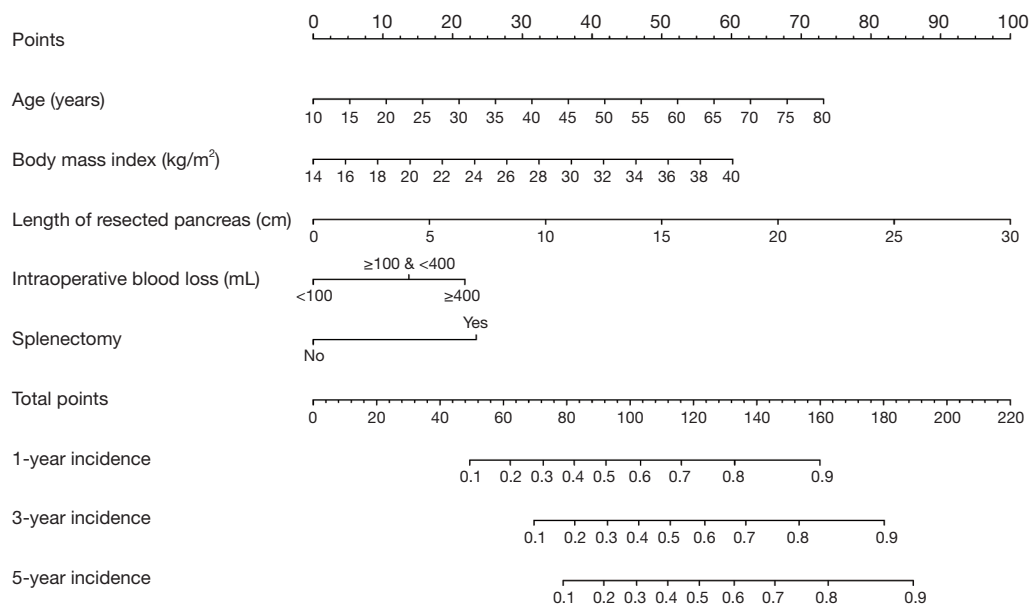 0 10 20 30 40 50 60 70 80 90 100
Points
Age (years)
10 15 20 25 30 35 40 45 50 55 60 65 70 75 80
Body mass index (kg/m²)
14 16 18 20 22 24 26 28 30 32 34 36 38 40
Length of resected pancreas (cm)
0 5 10 15 20 25 30
≥100 & <400
Intraoperative blood loss (mL)
<100 ≥400
Yes
Splenectomy
No
Total points
0 20 40 60 80 100 120 140 160 180 200 220
1-year incidence
0.1 0.2 0.3 0.4 0.5 0.6 0.7 0.8 0.9
3-year incidence
0.1 0.2 0.3 0.4 0.5 0.6 0.7 0.8 0.9
5-year incidence
0.1 0.2 0.3 0.4 0.5 0.6 0.7 0.8 0.9